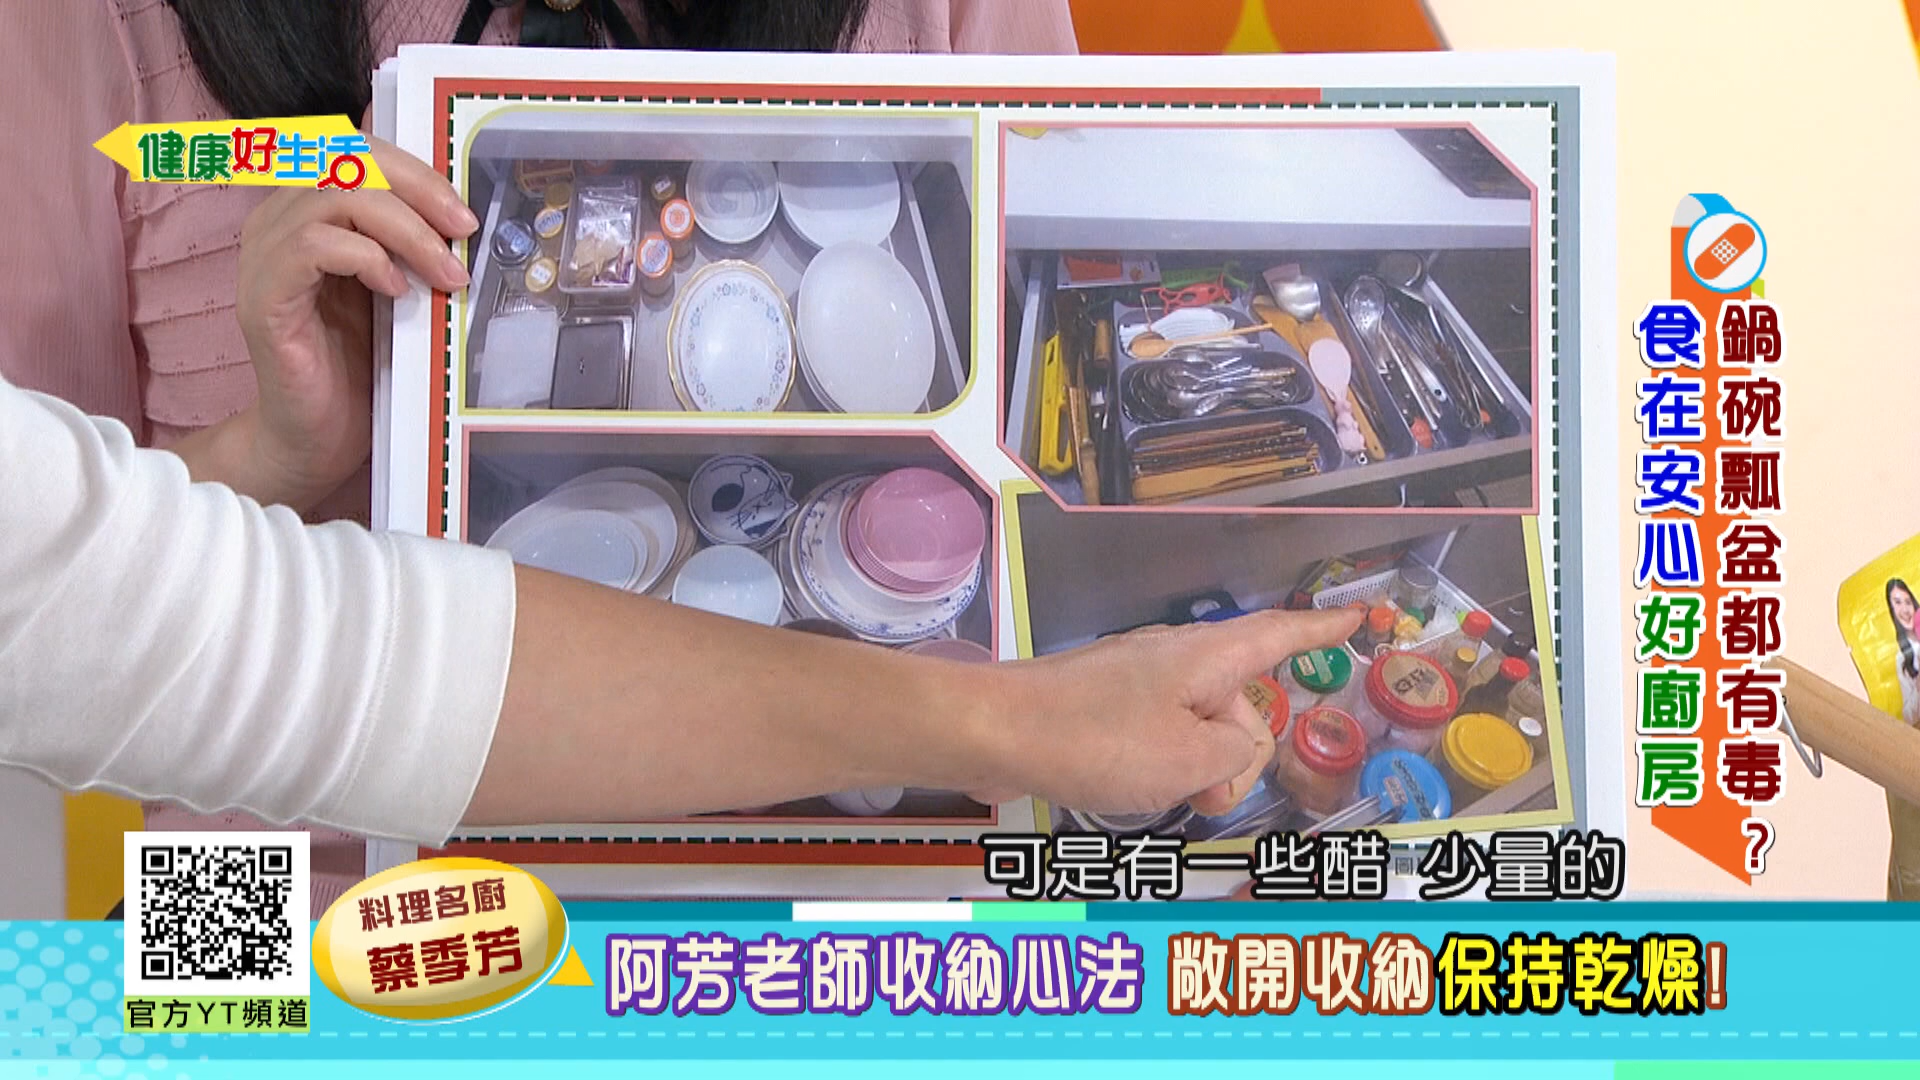 健康好生活
鍋碗瓢盆都有毒?
食在安心好廚房
可是有一些醋 少量的
料理名廚
蔡季芳
阿芳老師收納心法 敞開收納保持乾燥!
官方YT頻道